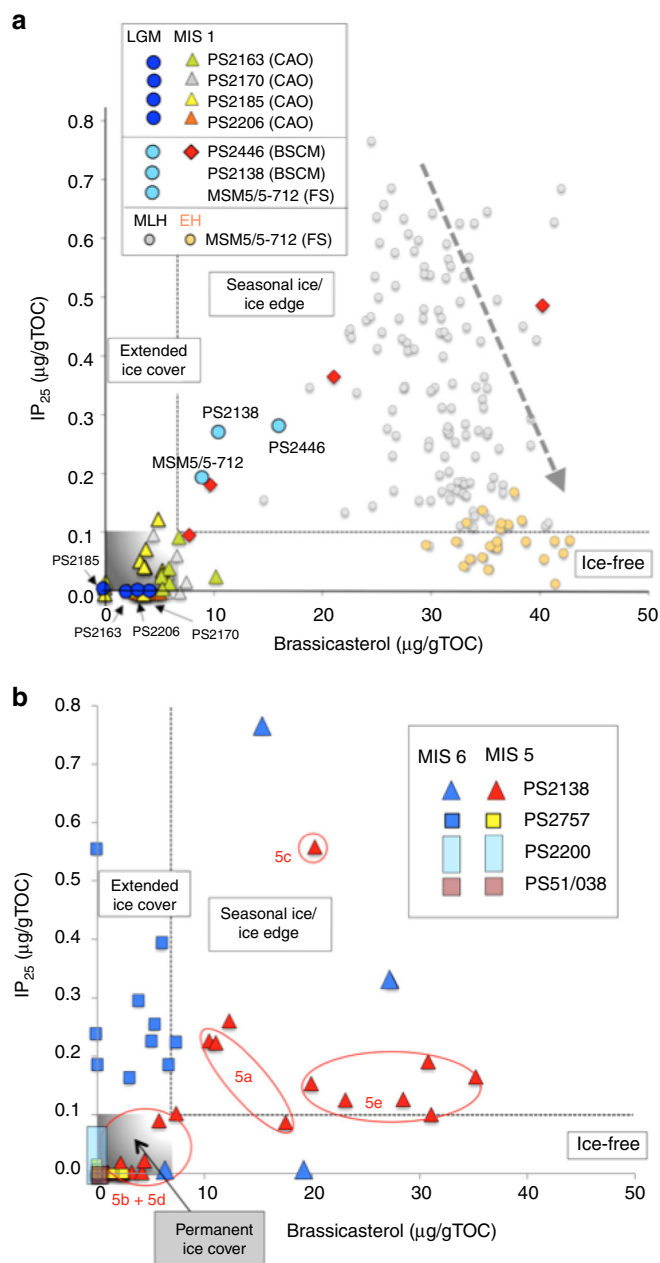 a
LGM MIS 1
PS2163 (CAO)
PS2170 (CAO)
PS2185 (CAO)
PS2206 (CAO)
PS2446 (BSCM)
PS2138 (BSCM)
MSM5/5-712 (FS)
MLH EH
MSM5/5-712 (FS)
0.8
0.7
0.6
0.5
0.4
0.3
0.2
0.1
0.0
IP25 (µg/gTOC)
Seasonal ice/
ice edge
Extended
ice cover
PS2138
PS2446
MSM5/5-712
PS2185
Ice-free
PS2163
PS2206
PS2170
0 10 20 30 40 50
Brassicasterol (µg/gTOC)
b
0.8
0.7
0.6
0.5
0.4
0.3
0.2
0.1
0.0
IP25 (µg/gTOC)
MIS 6 MIS 5
PS2138
PS2757
PS2200
PS51/038
5c
Extended
ice cover
Seasonal ice/
ice edge
5a
5e
Ice-free
5b + 5d
0 10 20 30 40 50
Permanent
ice cover
Brassicasterol (µg/gTOC)